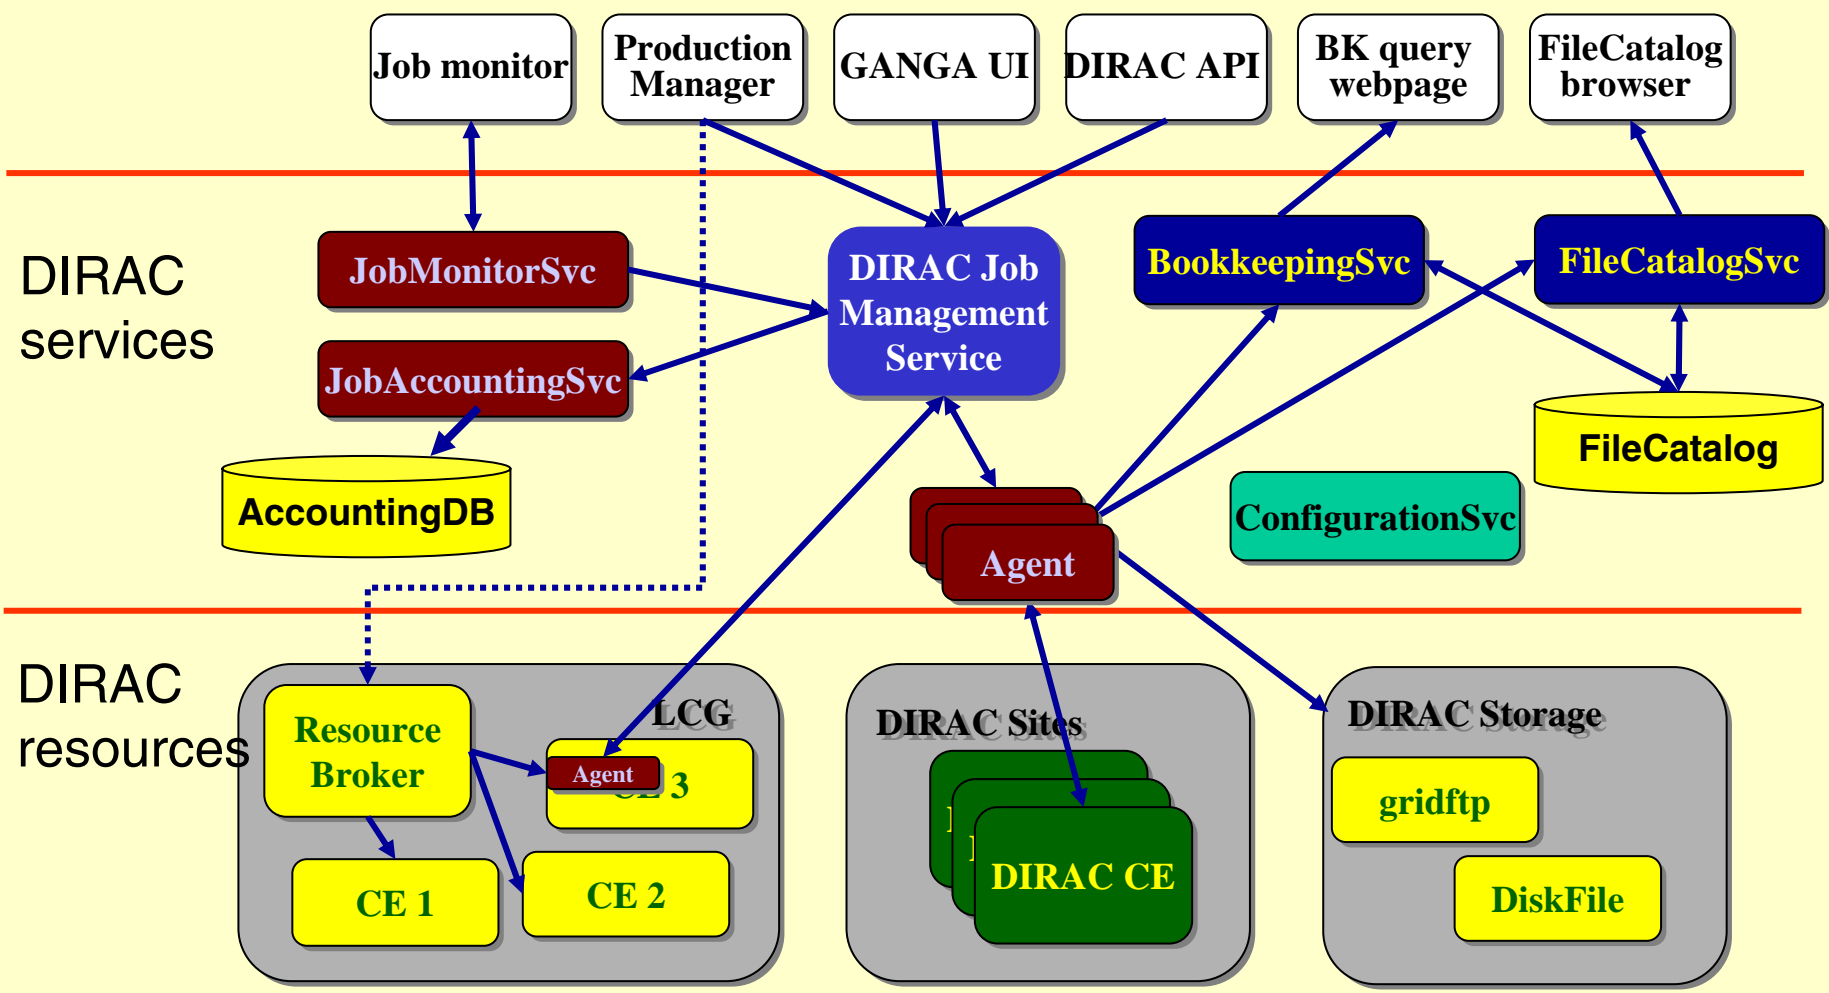 Job monitor
Production
Manager
GANGA UI
DIRAC API
BK query
webpage
FileCatalog
browser
DIRAC
services
JobMonitorSvc
JobAccountingSvc
AccountingDB
DIRAC Job
Management
Service
BookkeepingSvc
FileCatalogSvc
FileCatalog
ConfigurationSvc
Agent
DIRAC
resources
LCG
Resource
Broker
Agent
CE 3
CE 1
CE 2
DIRAC Sites
DIRAC CE
DIRAC Storage
gridftp
DiskFile